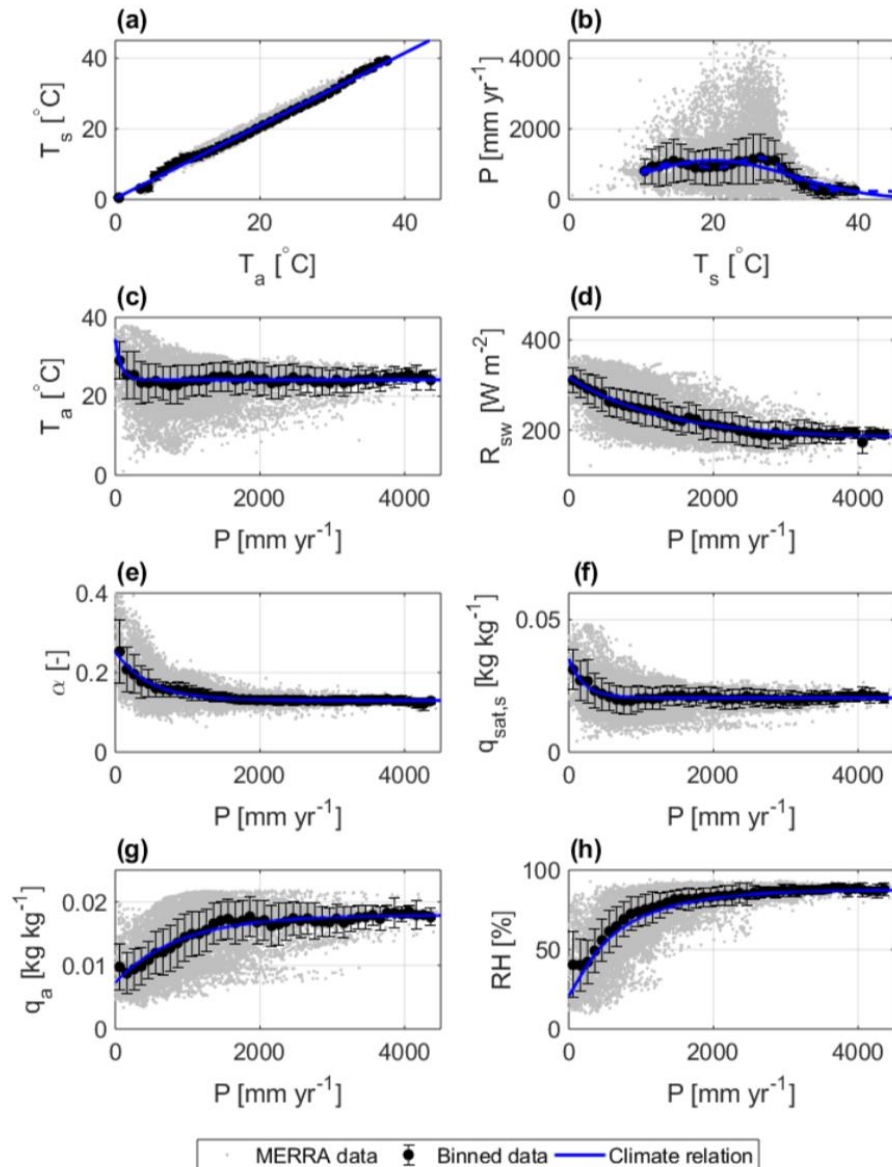 (a)
T_s [°C]
40
20
0
0 20 40
T_a [°C]
(b)
P [mm yr⁻¹]
4000
2000
0
0 20 40
T_s [°C]
(c)
T_a [°C]
40
20
0
0 2000 4000
P [mm yr⁻¹]
(d)
R_sw [W m⁻²]
400
200
0 2000 4000
P [mm yr⁻¹]
(e)
α [-]
0.4
0.2
0
0 2000 4000
P [mm yr⁻¹]
(f)
q_sat,s [kg kg⁻¹]
0.05
0
0 2000 4000
P [mm yr⁻¹]
(g)
q_a [kg kg⁻¹]
0.02
0.01
0
0 2000 4000
P [mm yr⁻¹]
(h)
RH [%]
100
50
0
0 2000 4000
P [mm yr⁻¹]
MERRA data Binned data Climate relation